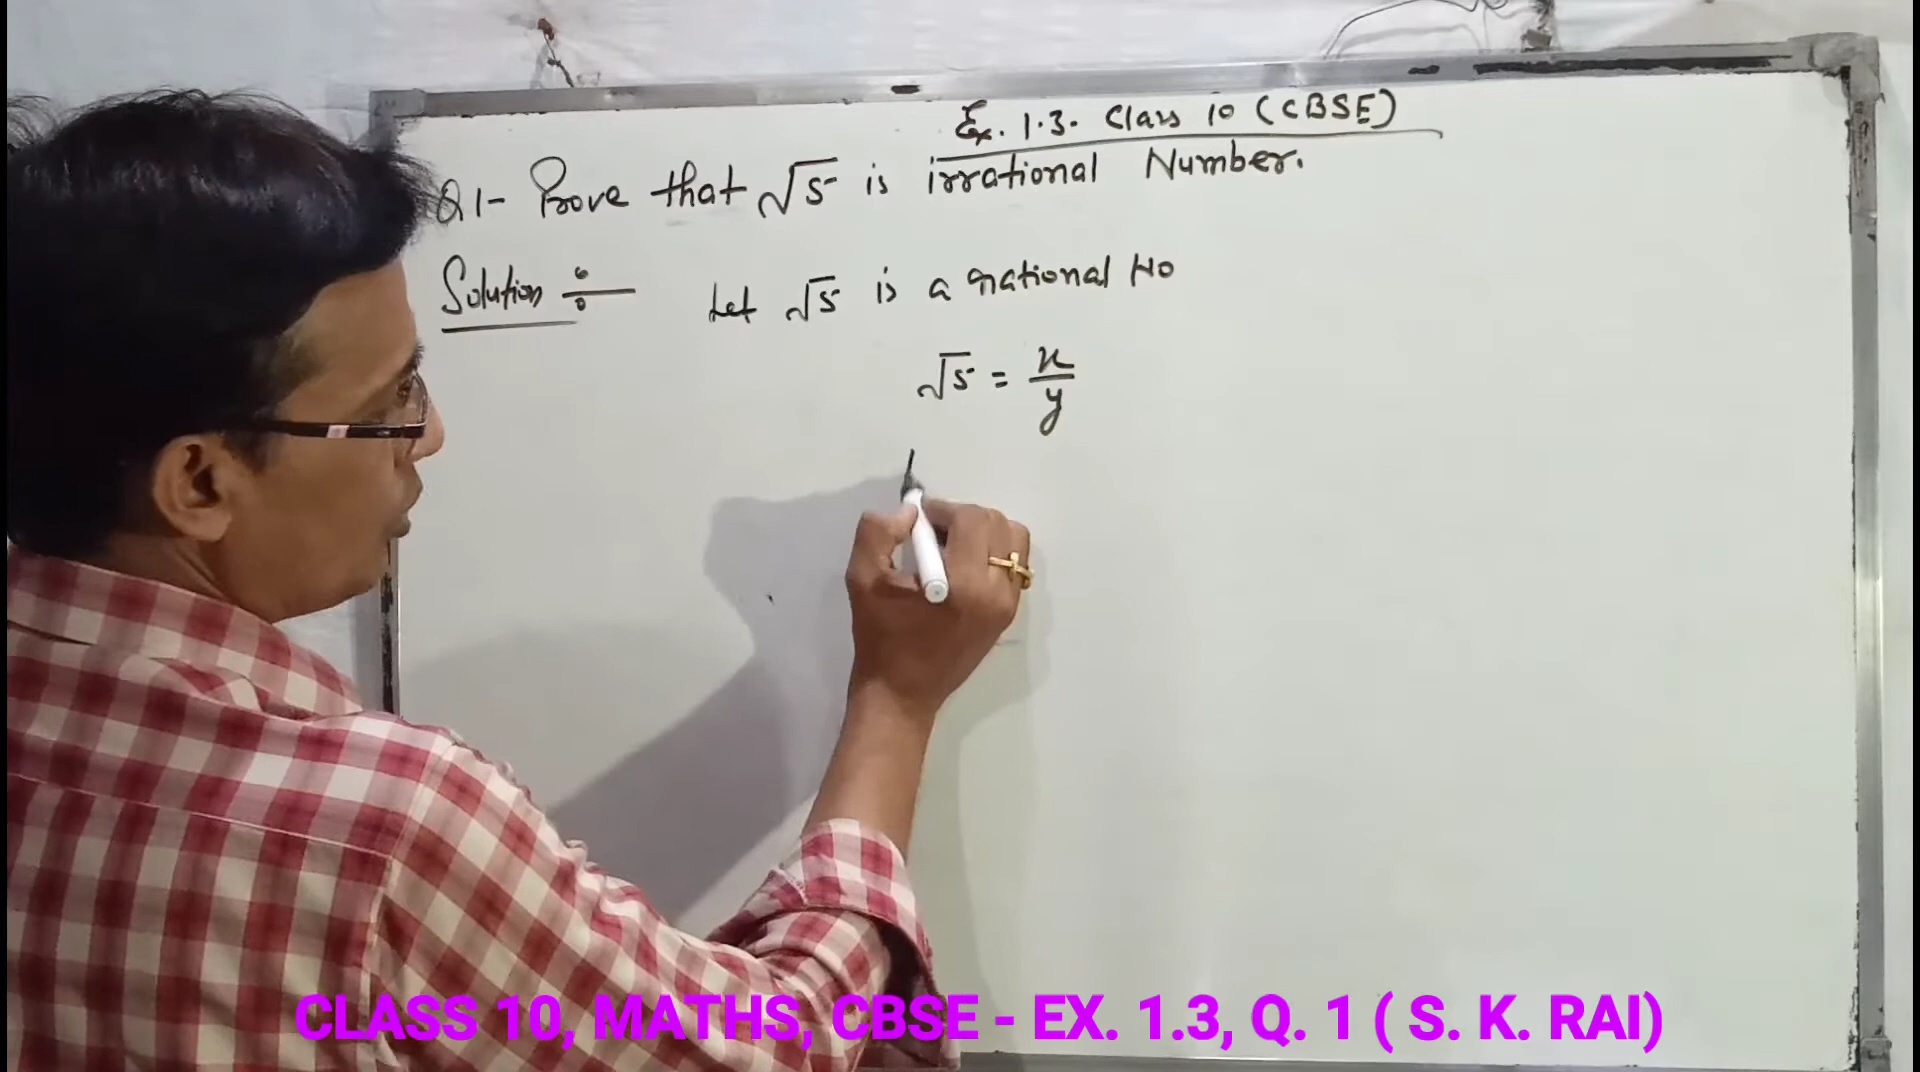 Ex. 1.3. Class 10 (CBSE)
Q1- Prove that √5 is irrational Number.
Solution ÷ Let √5 is a rational No
√5 = x/y
CLASS 10, MATHS, CBSE - EX. 1.3, Q. 1 ( S. K. RAI)